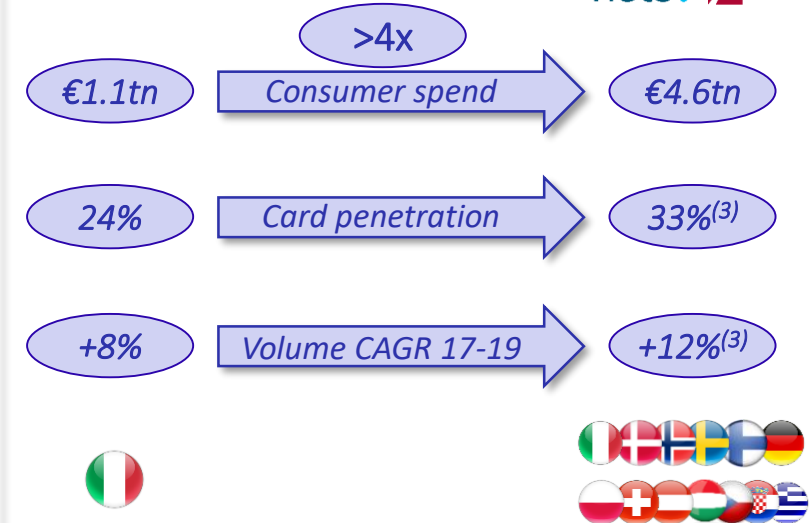 >4x
€1.1tn Consumer spend €4.6tn
24% Card penetration 33%(3)
+8% Volume CAGR 17-19 +12%(3)